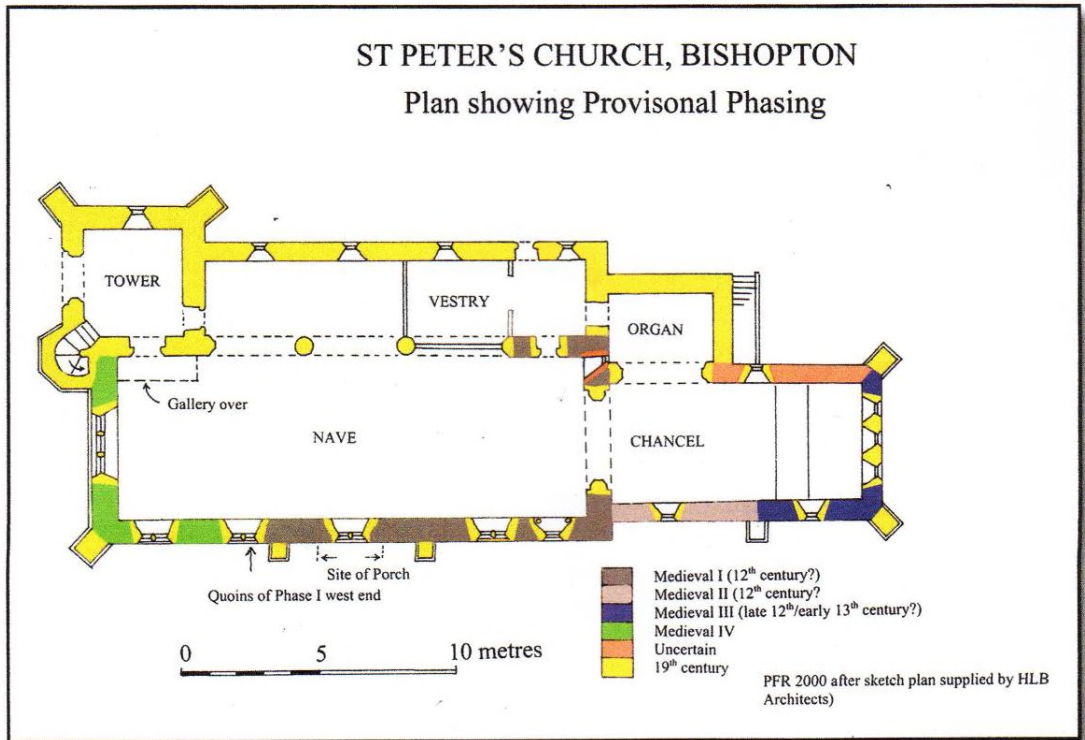 ST PETER'S CHURCH, BISHOPTON
Plan showing Provisonal Phasing
TOWER
VESTRY
ORGAN
Gallery over
NAVE
CHANCEL
Site of Porch
Quoins of Phase I west end
0 5 10 metres
Medieval I (12th century?)
Medieval II (12th century?
Medieval III (late 12th/early 13th century?)
Medieval IV
Uncertain
19th century
PFR 2000 after sketch plan supplied by HLB
Architects)